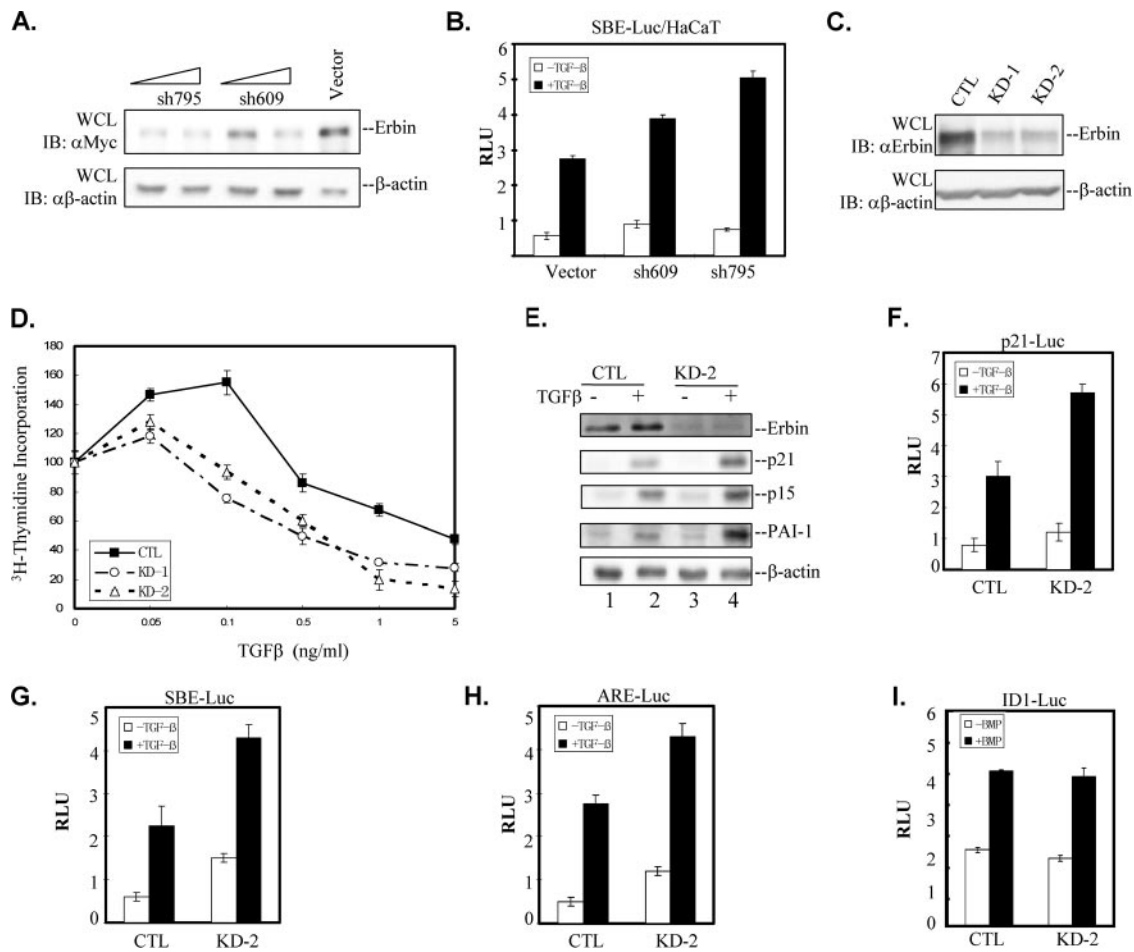 A.
sh795 sh609 Vector
WCL
IB: αMyc
--Erbin
WCL
IB: αβ-actin
--β-actin
B.
SBE-Luc/HaCaT
-TGF-β
+TGF-β
RLU
6
5
4
3
2
1
Vector sh609 sh795
C.
CTL KD-1 KD-2
WCL
IB: αErbin
--Erbin
WCL
IB: αβ-actin
--β-actin
D.
³H-Thymidine Incorporation
180
160
140
120
100
80
60
40
20
0
CTL
KD-1
KD-2
0 0.05 0.1 0.5 1 5
TGFβ (ng/ml)
E.
CTL KD-2
TGFβ - + - +
--Erbin
--p21
--p15
--PAI-1
--β-actin
1 2 3 4
F.
p21-Luc
-TGF-β
+TGF-β
RLU
7
6
5
4
3
2
1
0
CTL KD-2
G.
SBE-Luc
-TGF-β
+TGF-β
RLU
5
4
3
2
1
0
CTL KD-2
H.
ARE-Luc
-TGF-β
+TGF-β
RLU
5
4
3
2
1
0
CTL KD-2
I.
ID1-Luc
-BMP
+BMP
RLU
6
5
4
3
2
1
0
CTL KD-2